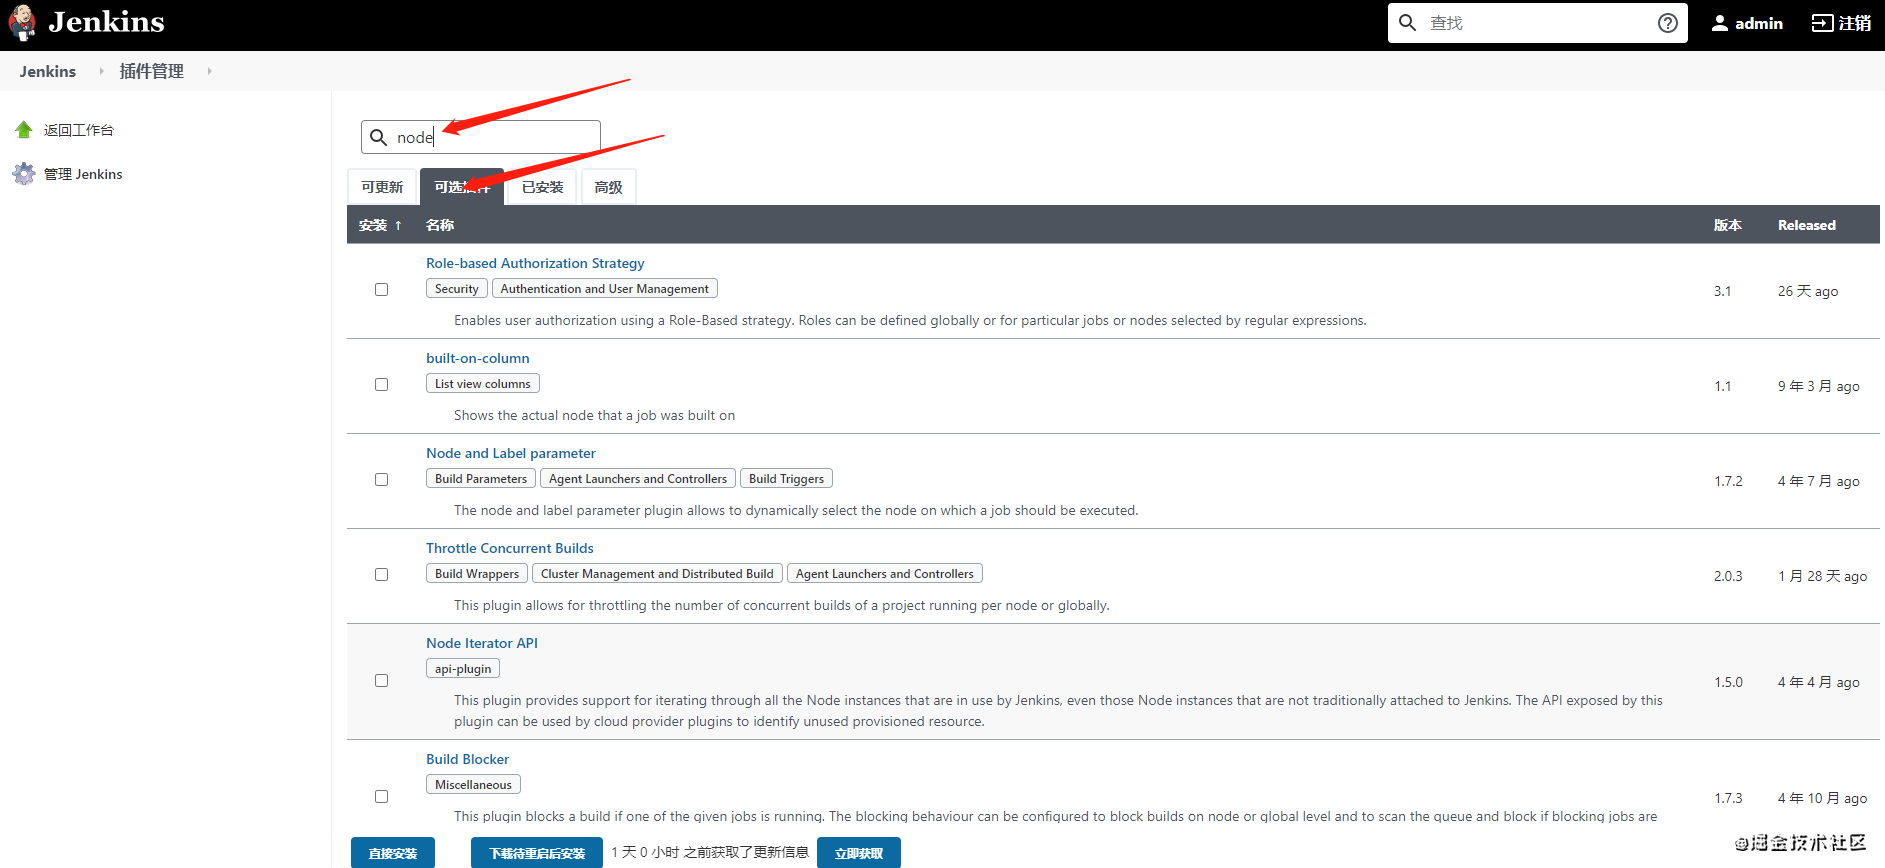 Jenkins
查找
admin
注销
Jenkins
插件管理
返回工作台
管理 Jenkins
node
可更新
可选插件
已安装
高级
安装 ↑ 名称 版本 Released
Role-based Authorization Strategy
Security Authentication and User Management
Enables user authorization using a Role-Based strategy. Roles can be defined globally or for particular jobs or nodes selected by regular expressions.
3.1 26 天 ago
built-on-column
List view columns
Shows the actual node that a job was built on
1.1 9 年 3 月 ago
Node and Label parameter
Build Parameters Agent Launchers and Controllers Build Triggers
The node and label parameter plugin allows to dynamically select the node on which a job should be executed.
1.7.2 4 年 7 月 ago
Throttle Concurrent Builds
Build Wrappers Cluster Management and Distributed Build Agent Launchers and Controllers
This plugin allows for throttling the number of concurrent builds of a project running per node or globally.
2.0.3 1 月 28 天 ago
Node Iterator API
api-plugin
This plugin provides support for iterating through all the Node instances that are in use by Jenkins, even those Node instances that are not traditionally attached to Jenkins. The API exposed by this
plugin can be used by cloud provider plugins to identify unused provisioned resource.
1.5.0 4 年 4 月 ago
Build Blocker
Miscellaneous
This plugin blocks a build if one of the given jobs is running. The blocking behaviour can be configured to block builds on node or global level and to scan the queue and block if blocking jobs are
1.7.3 4 年 10 月 ago
直接安装
下载待重启后安装
1 天 0 小时 之前获取了更新信息
立即获取
@掘金技术社区